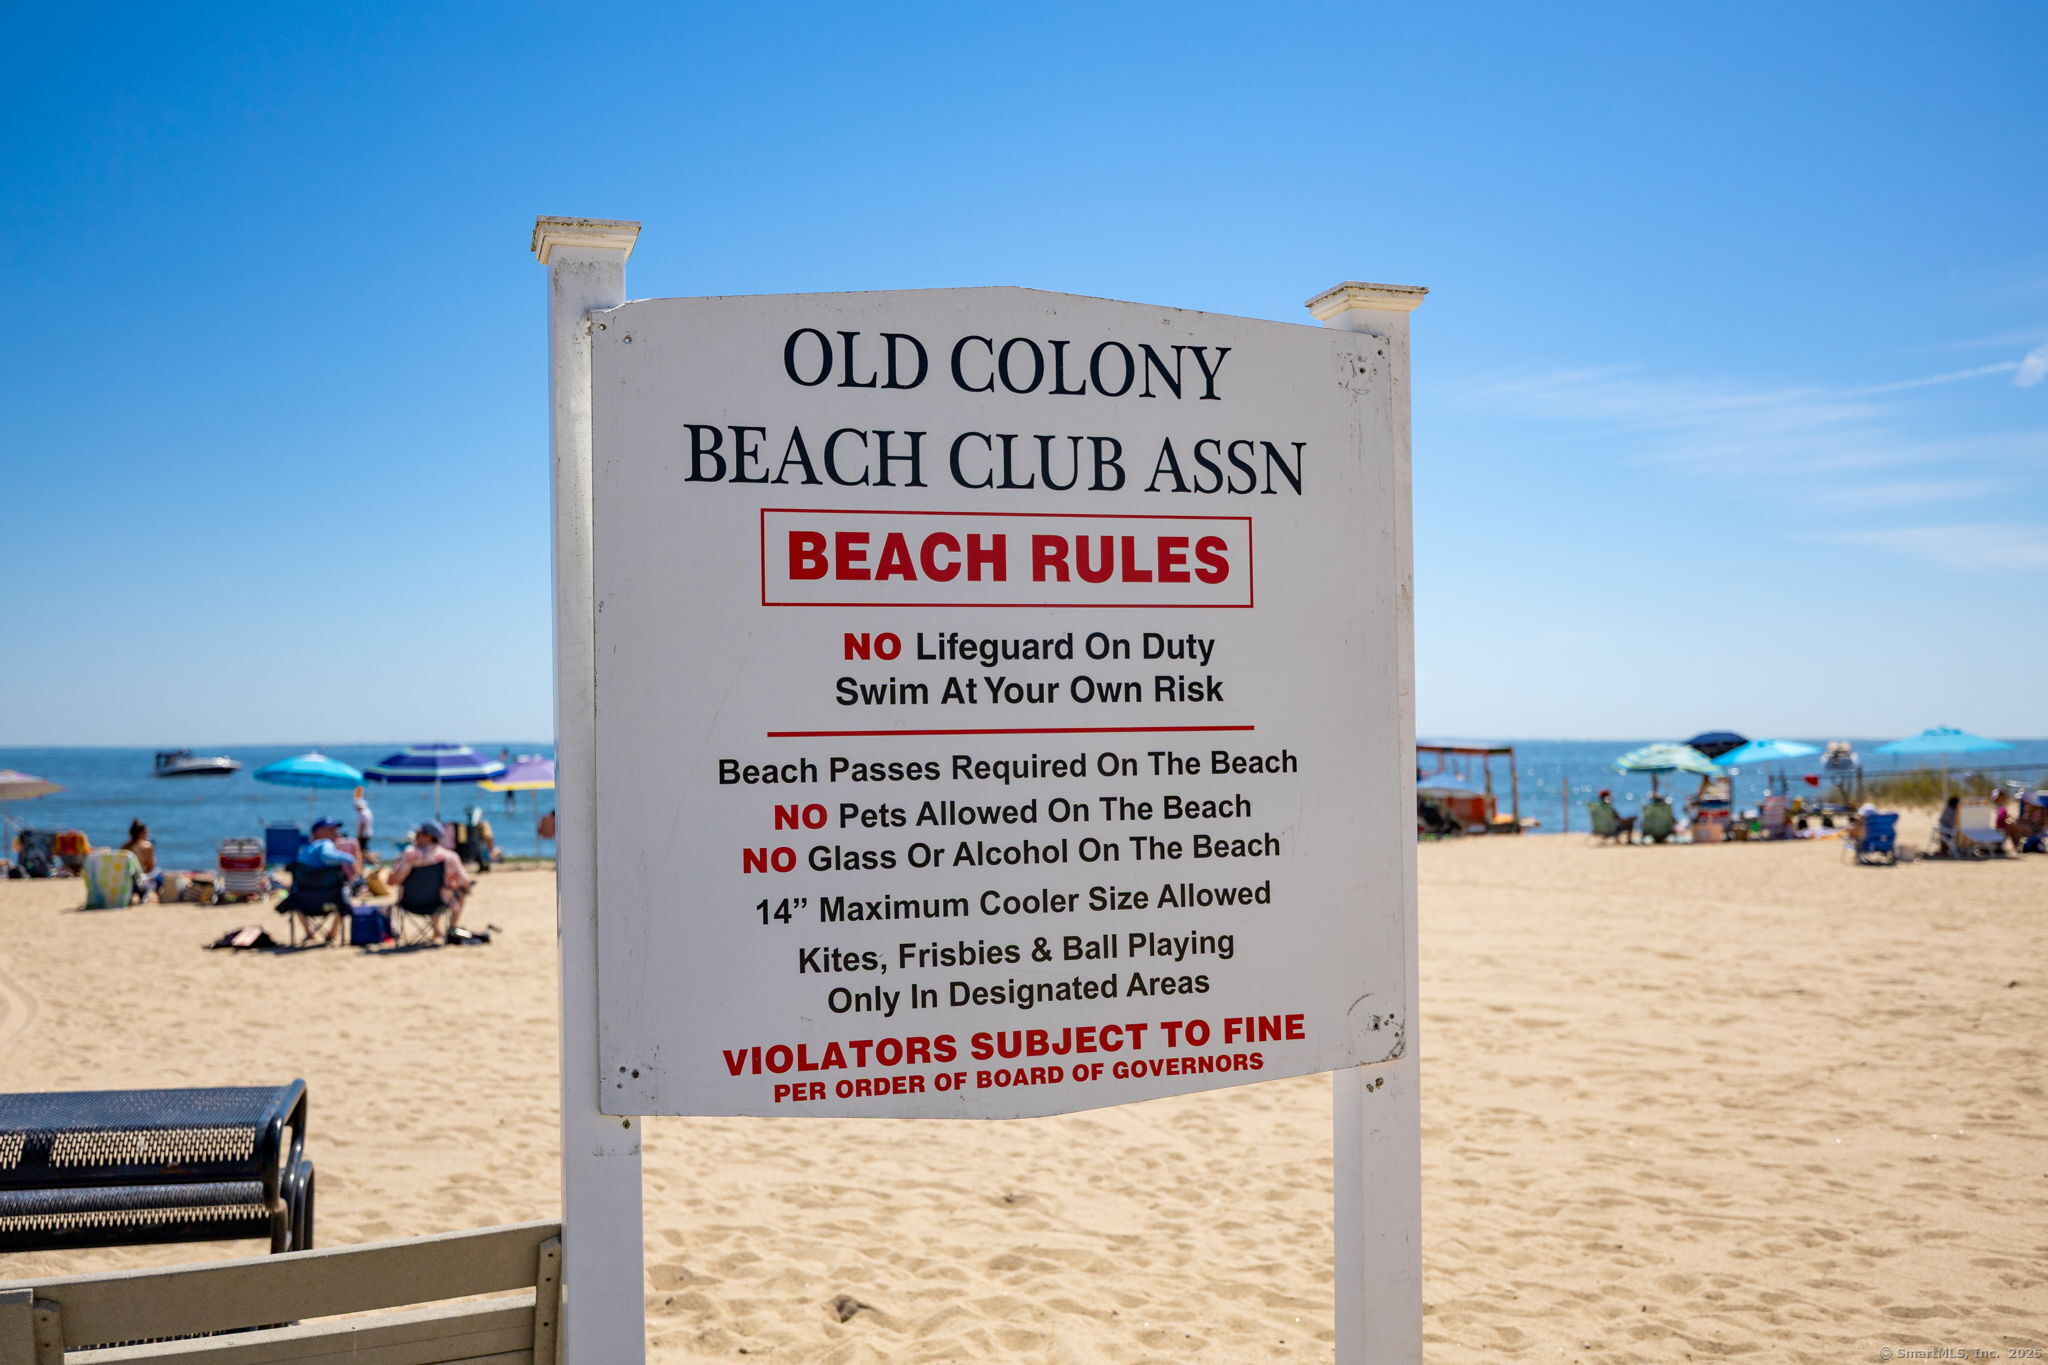 OLD COLONY
BEACH CLUB ASSN
BEACH RULES
NO Lifeguard On Duty
Swim At Your Own Risk
Beach Passes Required On The Beach
NO Pets Allowed On The Beach
NO Glass Or Alcohol On The Beach
14” Maximum Cooler Size Allowed
Kites, Frisbies & Ball Playing
Only In Designated Areas
VIOLATORS SUBJECT TO FINE
PER ORDER OF BOARD OF GOVERNORS
© SmartMLS, Inc. 2025